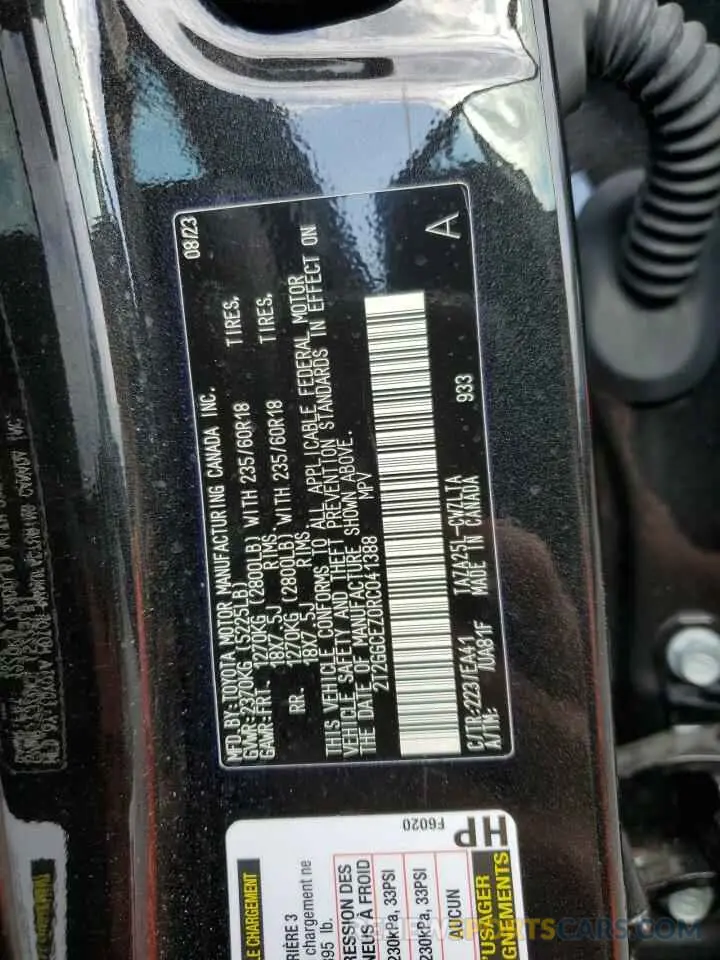 MFD.BY:TOYOTA MOTOR MANUFACTURING CANADA INC. 08/23
GVWR:2370KG (5225LB)
GAWR:FRT. 1270KG (2800LB) WITH 235/60R18 TIRES,
18X7.5J RIMS
RR. 1270KG (2800LB) WITH 235/60R18 TIRES,
18X7.5J RIMS
THIS VEHICLE CONFORMS TO ALL APPLICABLE FEDERAL MOTOR
VEHICLE SAFETY AND THEFT PREVENTION STANDARDS IN EFFECT ON
THE DATE OF MANUFACTURE SHOWN ABOVE.
2T2GGCEZ0RC041388 MPV
A
C/TR:223/EA41 TAZA25L-CWZLTA 933
A/TM: /UA81F MADE IN CANADA
F6020
HP
LE CHARGEMENT
RIÈRE 3
chargement ne
395 lb.
RESSION DES
NEUS À FROID
230kPa, 33PSI
230kPa, 33PSI
AUCUN
'USAGER
GNEMENTS
REVIEWSPARTSCARS.COM